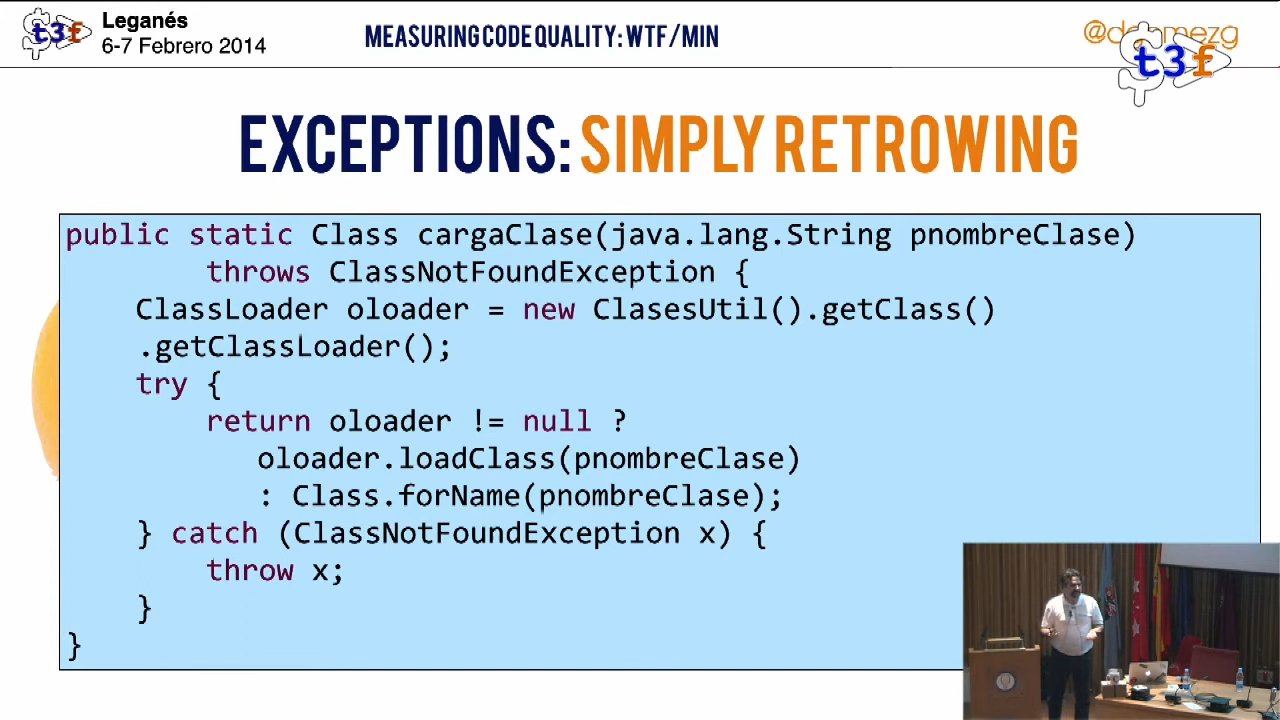 t3f
Leganés
6-7 Febrero 2014
MEASURING CODE QUALITY: WTF/MIN
t3f
EXCEPTIONS: SIMPLY RETROWING
public static Class cargaClase(java.lang.String pnombreClase)
throws ClassNotFoundException {
ClassLoader oloader = new ClasesUtil().getClass()
.getClassLoader();
try {
return oloader != null ?
oloader.loadClass(pnombreClase)
: Class.forName(pnombreClase);
} catch (ClassNotFoundException x) {
throw x;
}
}